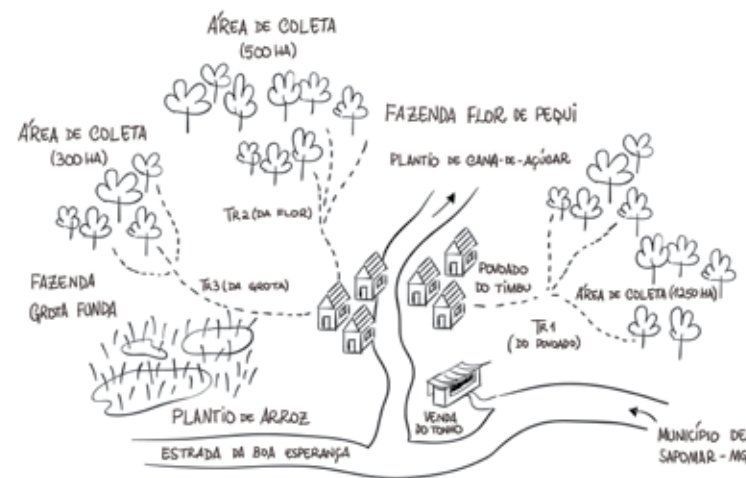 ÁREA DE COLETA
(500 HA)
FAZENDA FLOR DE PEQUI
ÁREA DE COLETA
(300 HA)
PLANTIO DE CANA-DE-AÇÚCAR
TR2 (DA FLOR)
FAZENDA
GROTA FUNDA
TR3 (DA GROTA)
POVOADO
DO TIMBU
ÁREA DE COLETA (1250 HA)
TR1
(DO POVOADO)
PLANTIO DE ARROZ
VENDA
DO TONHO
ESTRADA DA BOA ESPERANÇA
MUNICÍPIO DE
SAPOMAR - MG